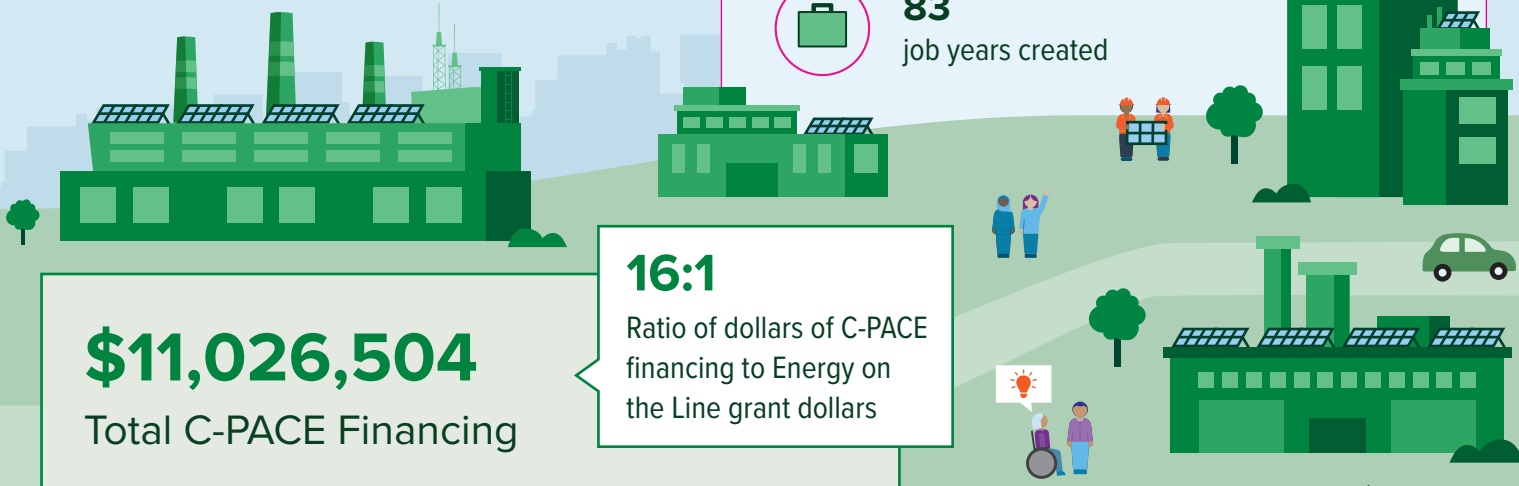 83
job years created
16:1
Ratio of dollars of C-PACE
financing to Energy on
the Line grant dollars
$11,026,504
Total C-PACE Financing